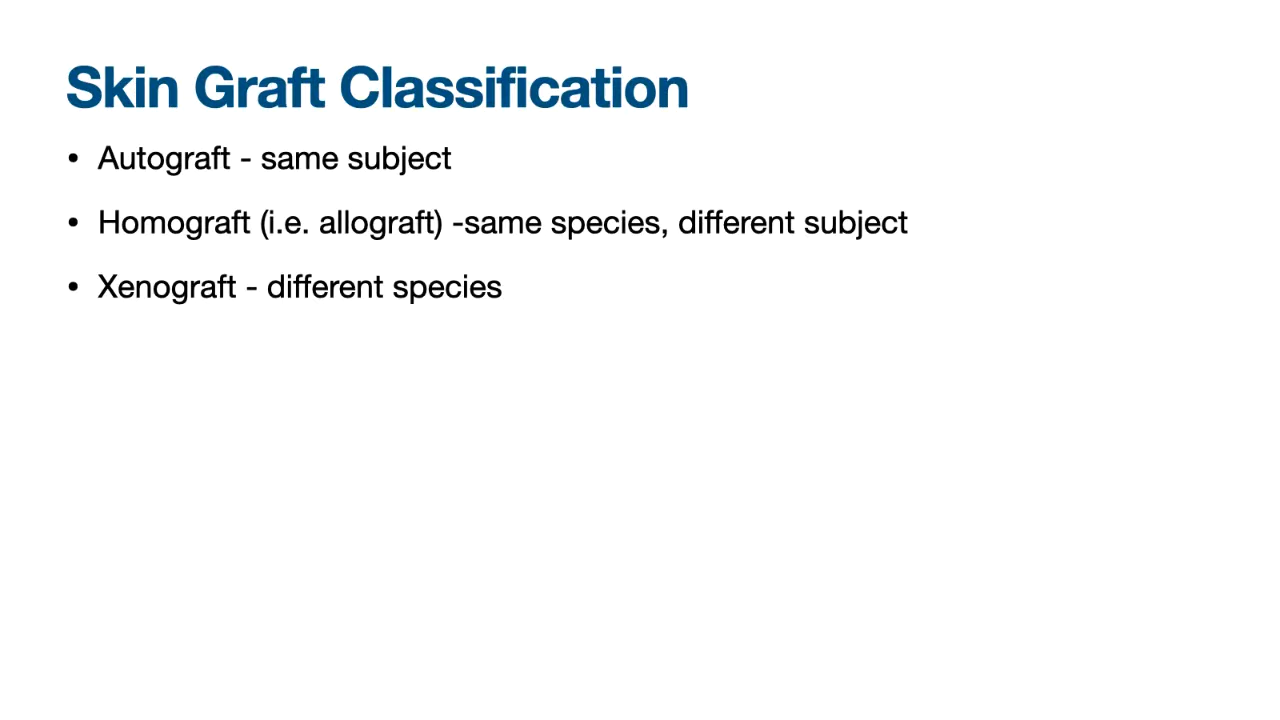 Skin Graft Classification
• Autograft - same subject
• Homograft (i.e. allograft) -same species, different subject
• Xenograft - different species